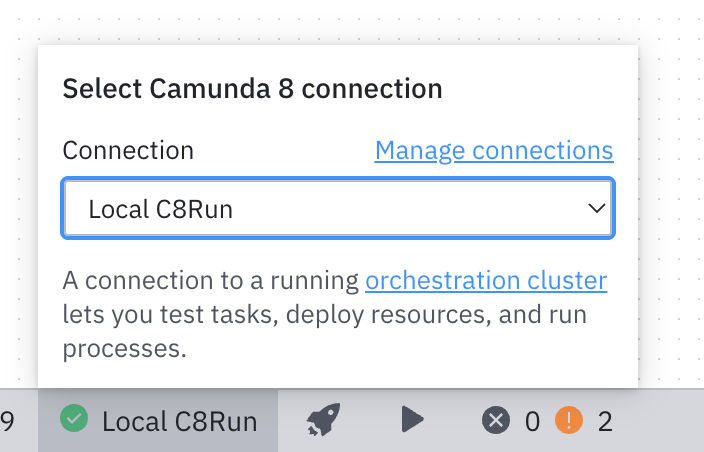 Select Camunda 8 connection
Connection Manage connections
Local C8Run
A connection to a running orchestration cluster
lets you test tasks, deploy resources, and run
processes.
9 Local C8Run 0 2